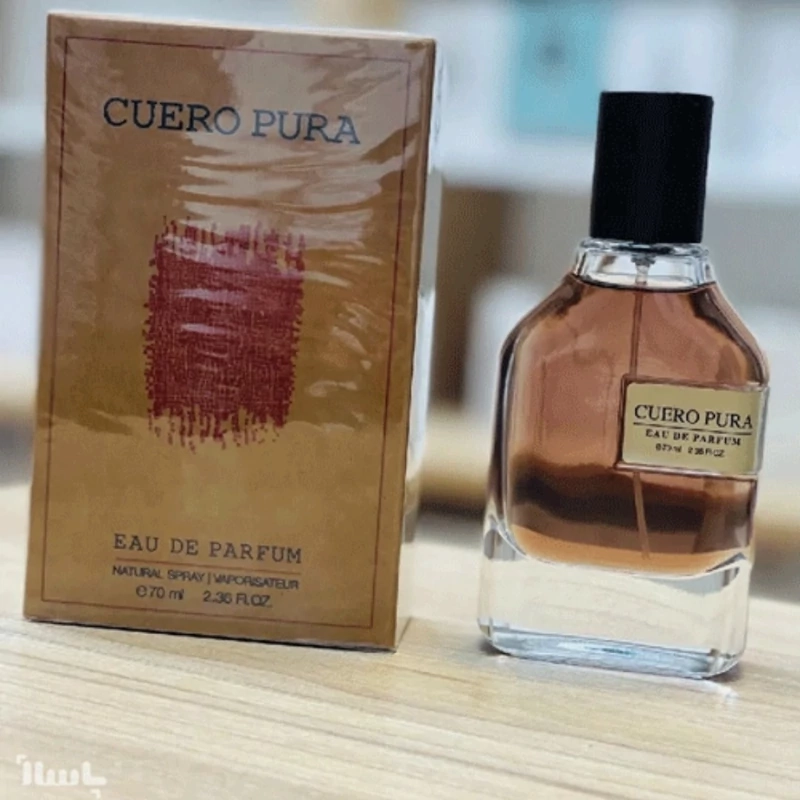 CUERO PURA
EAU DE PARFUM
NATURAL SPRAY | VAPORISATEUR
e 70 ml 2.36 FL.OZ.
CUERO PURA
EAU DE PARFUM
e 70 ml 2.36 Fl.OZ
باسلام